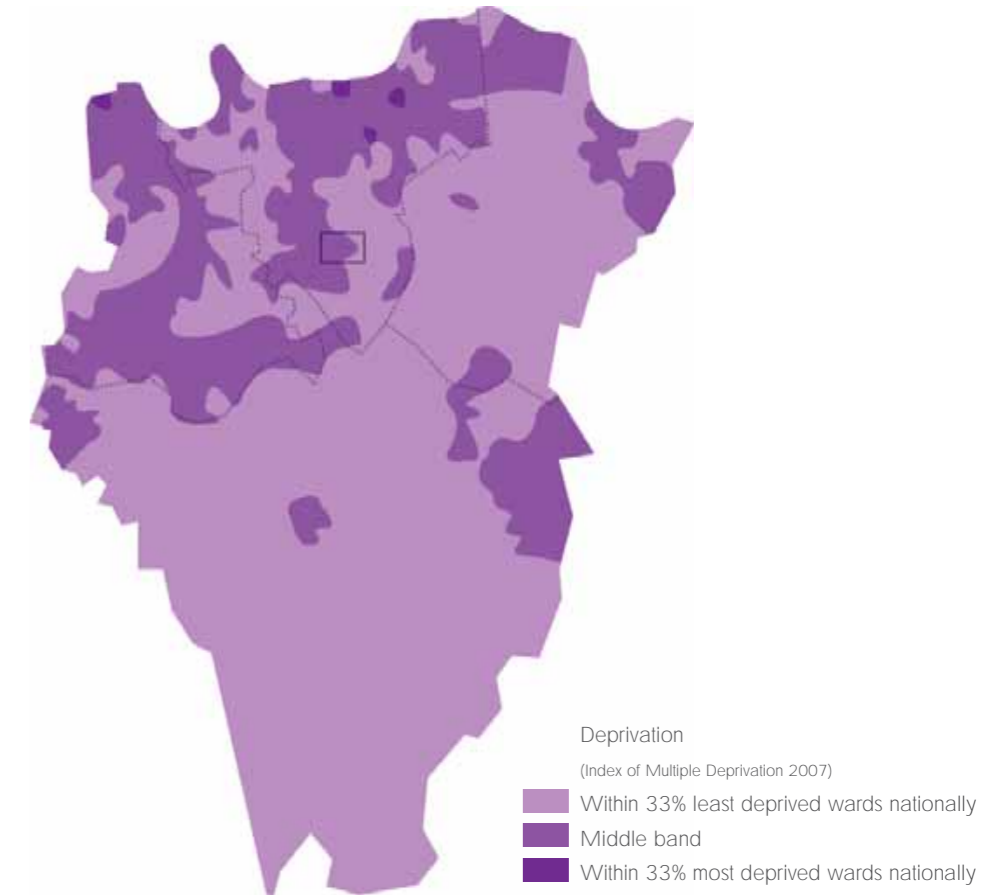 Deprivation
(Index of Multiple Deprivation 2007)
Within 33% least deprived wards nationally
Middle band
Within 33% most deprived wards nationally